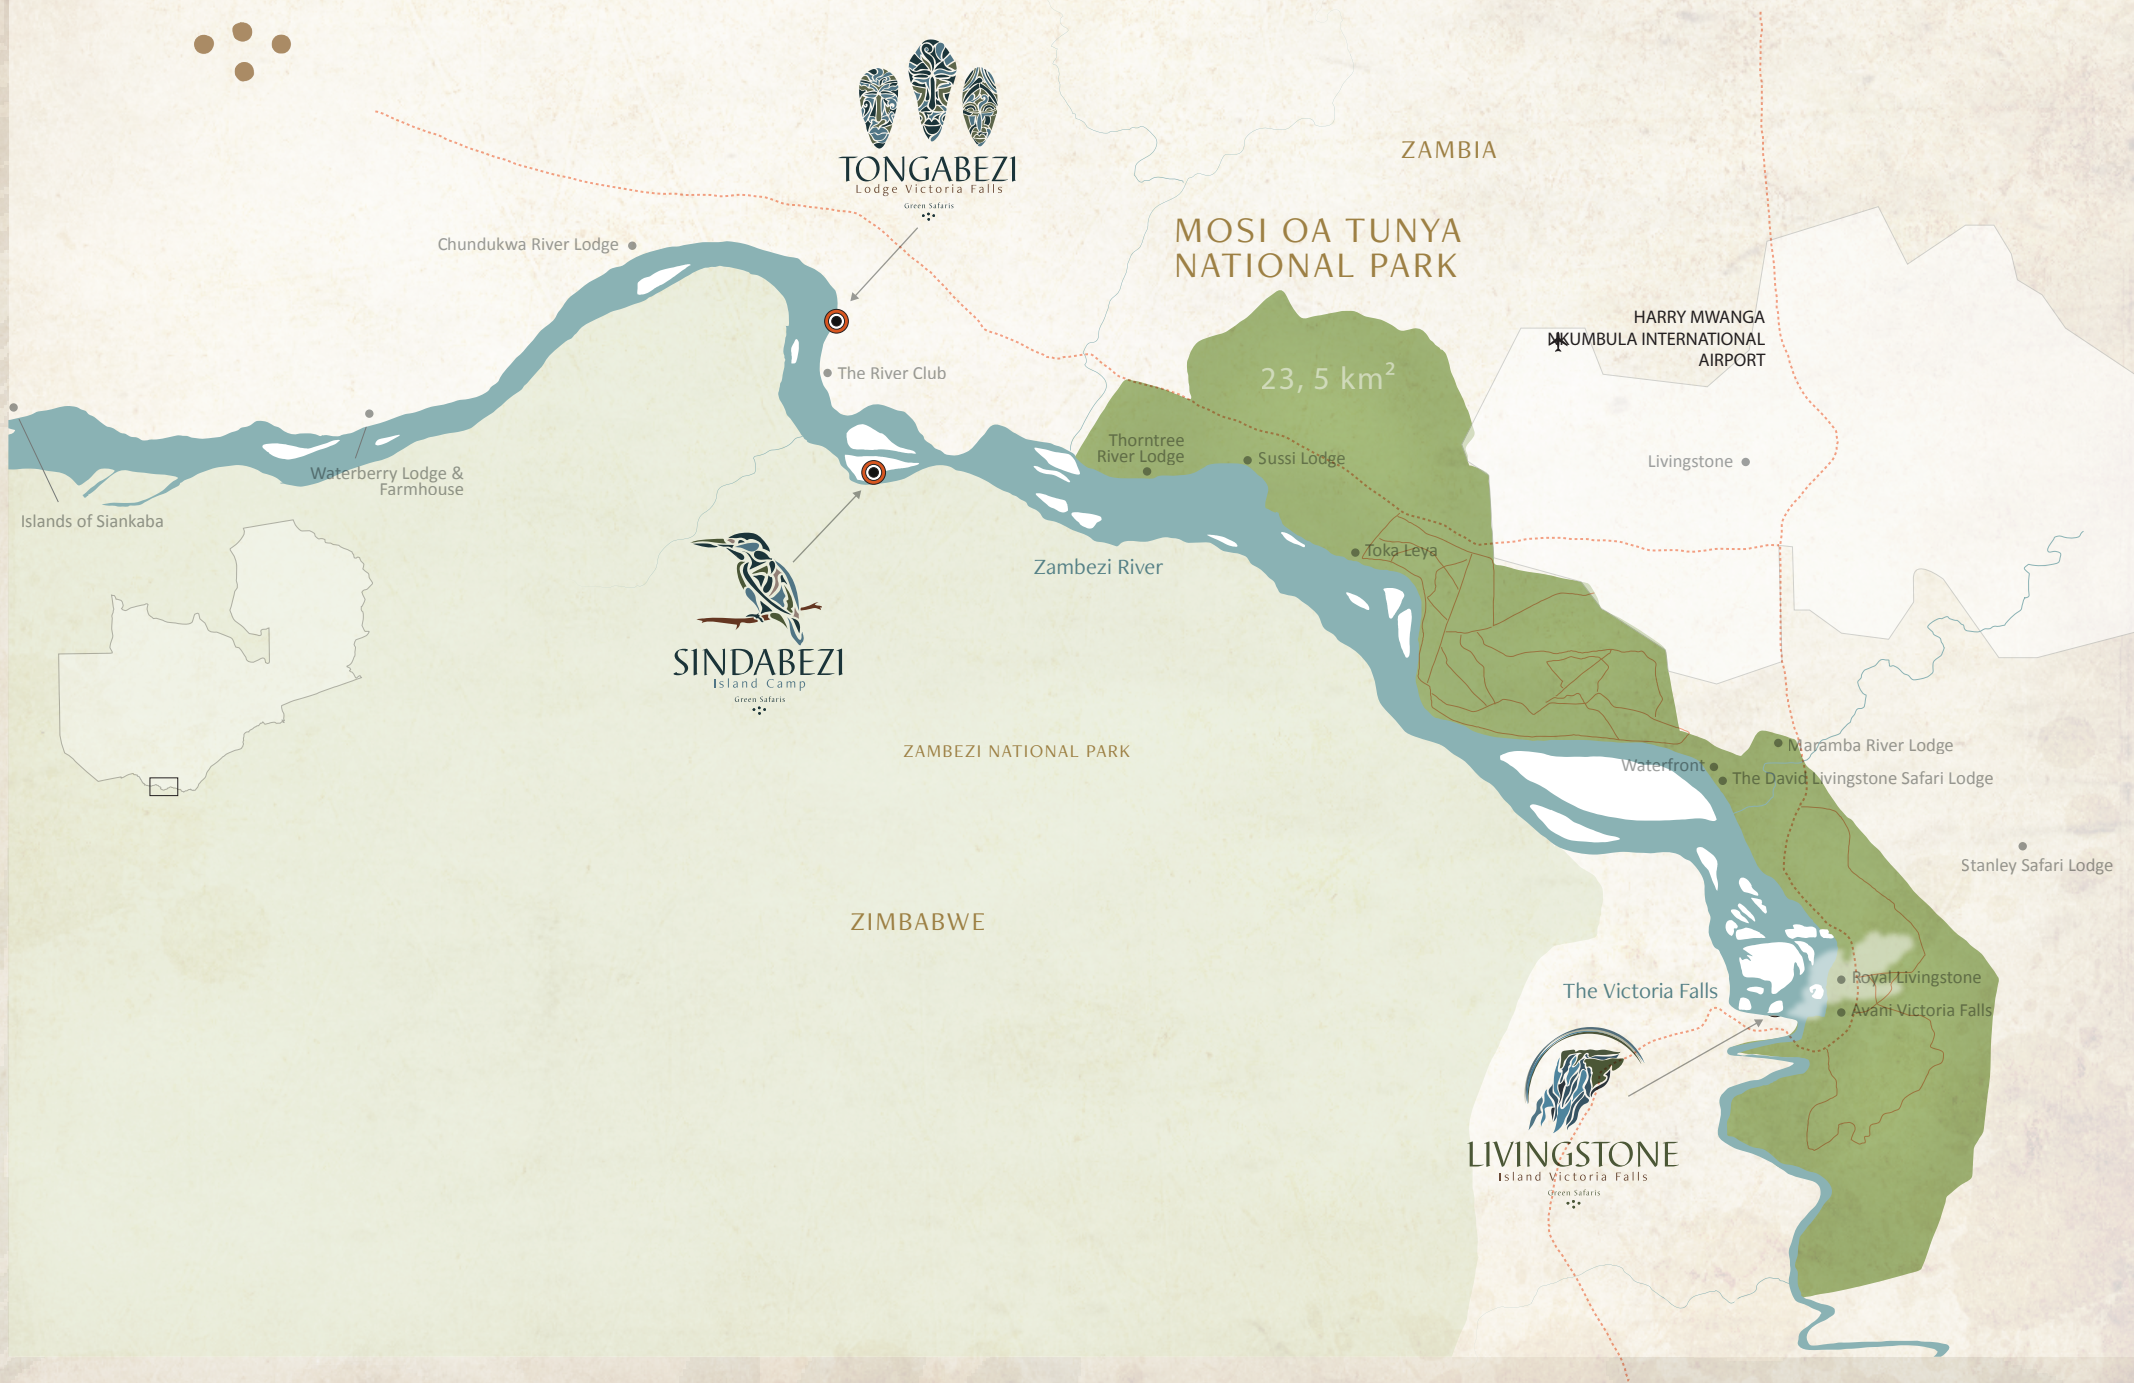 TONGABEZI
Lodge Victoria Falls
Green Safaris
ZAMBIA
MOSI OA TUNYA
NATIONAL PARK
Chundukwa River Lodge
HARRY MWANGA
NKUMBULA INTERNATIONAL
AIRPORT
The River Club
23, 5 km²
Thorntree
River Lodge
Sussi Lodge
Livingstone
Waterberry Lodge &
Farmhouse
Islands of Siankaba
Toka Leya
Zambezi River
SINDABEZI
Island Camp
Green Safaris
ZAMBEZI NATIONAL PARK
Maramba River Lodge
Waterfront
The David Livingstone Safari Lodge
Stanley Safari Lodge
ZIMBABWE
Royal Livingstone
The Victoria Falls
Avani Victoria Falls
LIVINGSTONE
Island Victoria Falls
Green Safaris